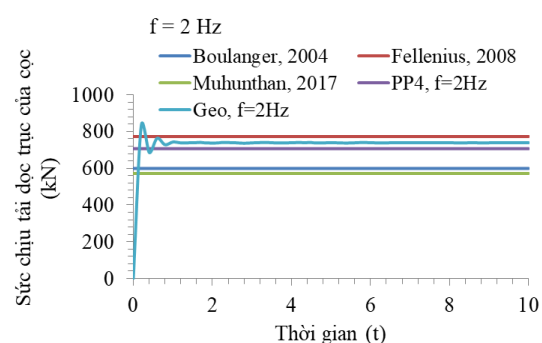 f = 2 Hz
Boulanger, 2004
Fellenius, 2008
Muhunthan, 2017
PP4, f=2Hz
Geo, f=2Hz
Sức chịu tải dọc trục của cọc
(kN)
1000
800
600
400
200
0
0 2 4 6 8 10
Thời gian (t)